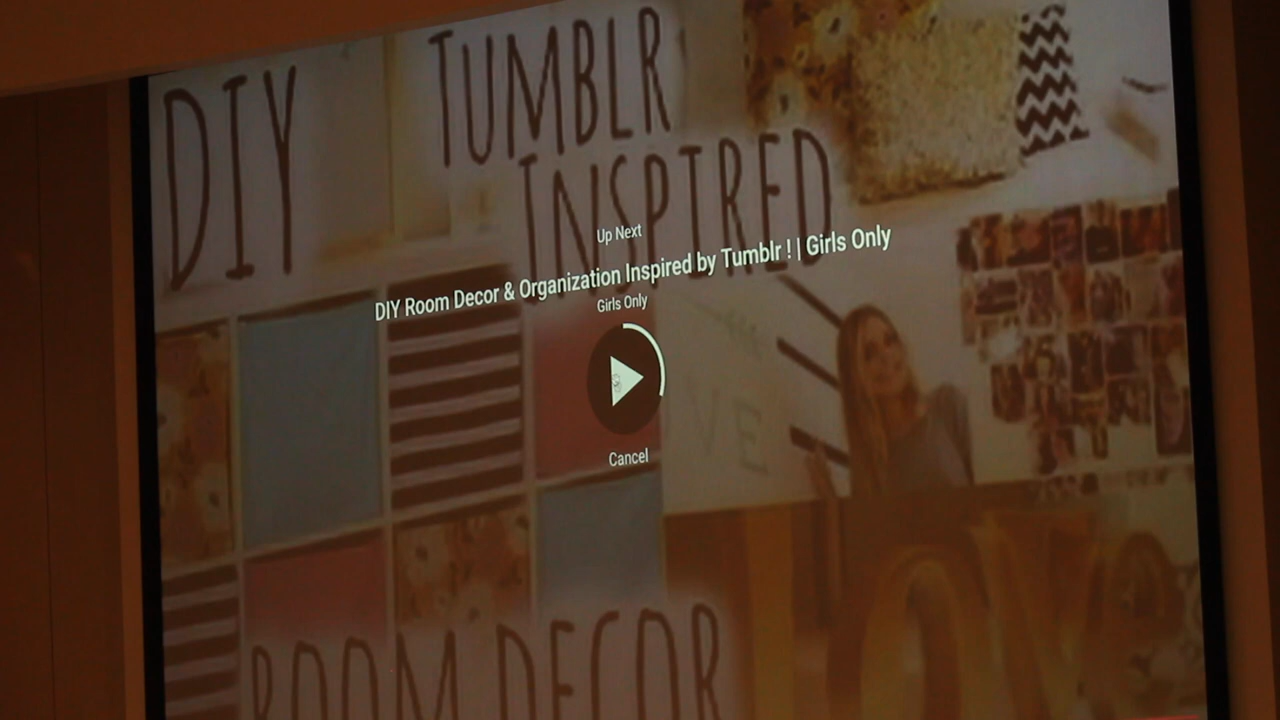 DIY
TUMBLR
INSPIRED
Up Next
DIY Room Decor & Organization Inspired by Tumblr ! | Girls Only
Girls Only
VE
Cancel
ROOM DECOR